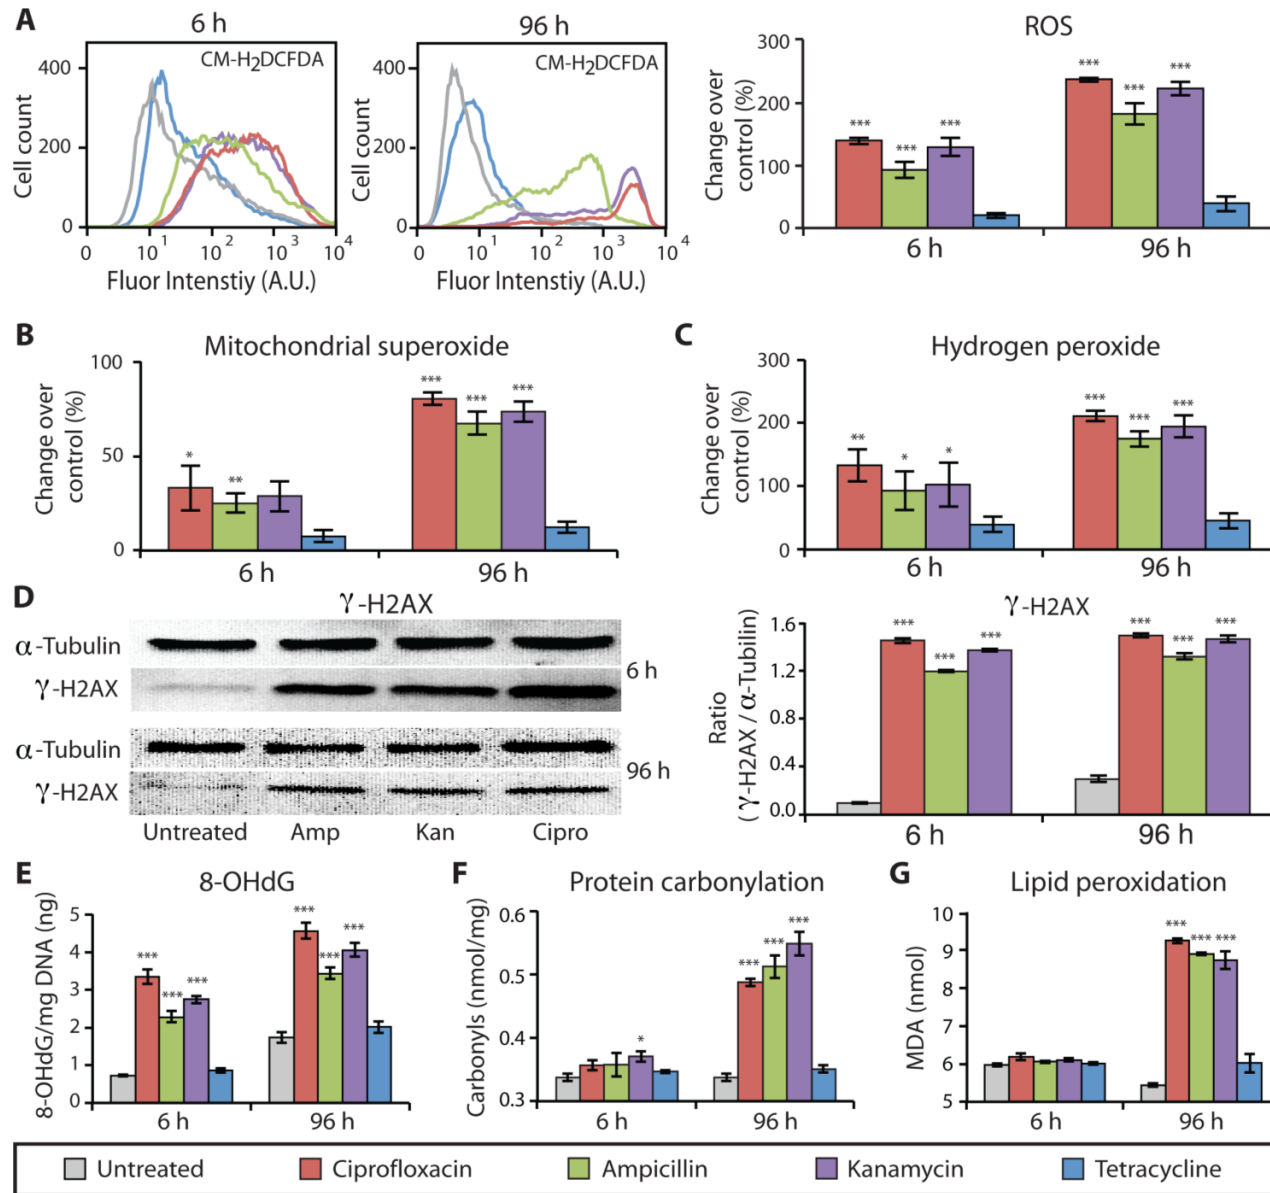 A
6 h
CM-H2DCFDA
Cell count
400
200
0
0 10 1 10 2 10 3 10 4
Fluor Intenstiy (A.U.)
96 h
CM-H2DCFDA
Cell count
400
200
0
0 10 1 10 2 10 3 10 4
Fluor Intenstiy (A.U.)
ROS
Change over
control (%)
300
200
100
0
*** *** ***
*** *** ***
6 h 96 h
B
Mitochondrial superoxide
Change over
control (%)
100
50
0
* **
*** *** ***
6 h 96 h
C
Hydrogen peroxide
Change over
control (%)
300
200
100
0
** * *
*** *** ***
6 h 96 h
D
γ-H2AX
α-Tubulin
γ-H2AX
6 h
α-Tubulin
γ-H2AX
96 h
Untreated Amp Kan Cipro
γ-H2AX
Ratio
(γ-H2AX / α-Tubilin)
1.6
1.2
0.8
0.4
0.0
*** *** ***
*** *** ***
6 h 96 h
E
8-OHdG
8-OHdG/mg DNA (ng)
5
4
3
2
1
0
*** *** ***
*** *** ***
6 h 96 h
F
Protein carbonylation
Carbonyls (nmol/mg)
0.6
0.5
0.4
0.3
*
*** *** ***
6 h 96 h
G
Lipid peroxidation
MDA (nmol)
10
9
8
7
6
5
*** *** ***
6 h 96 h
Untreated Ciprofloxacin Ampicillin Kanamycin Tetracycline